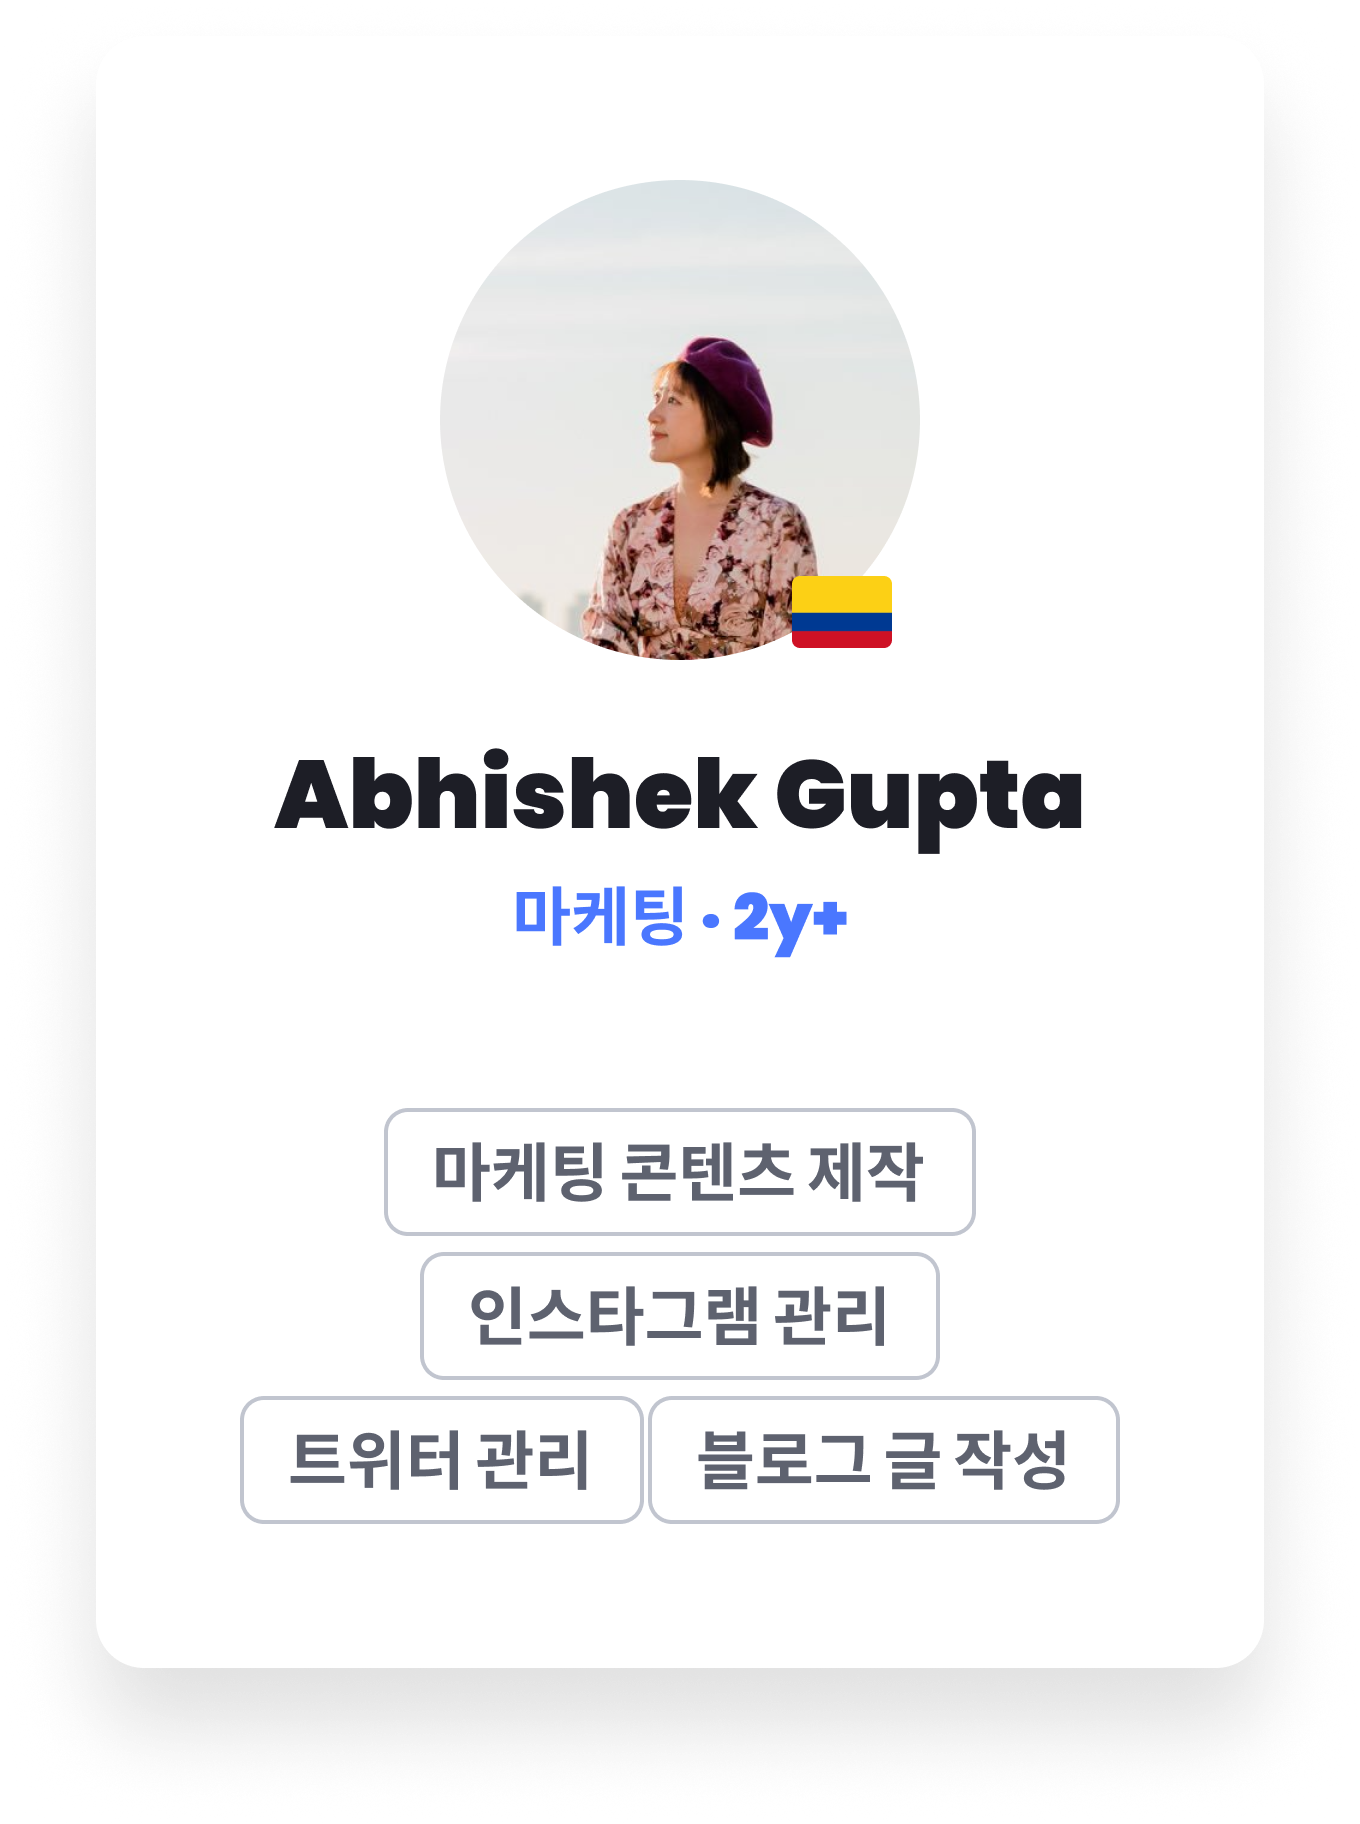 Abhishek Gupta
마케팅 • 2y+
마케팅 콘텐츠 제작
인스타그램 관리
트위터 관리 블로그 글 작성